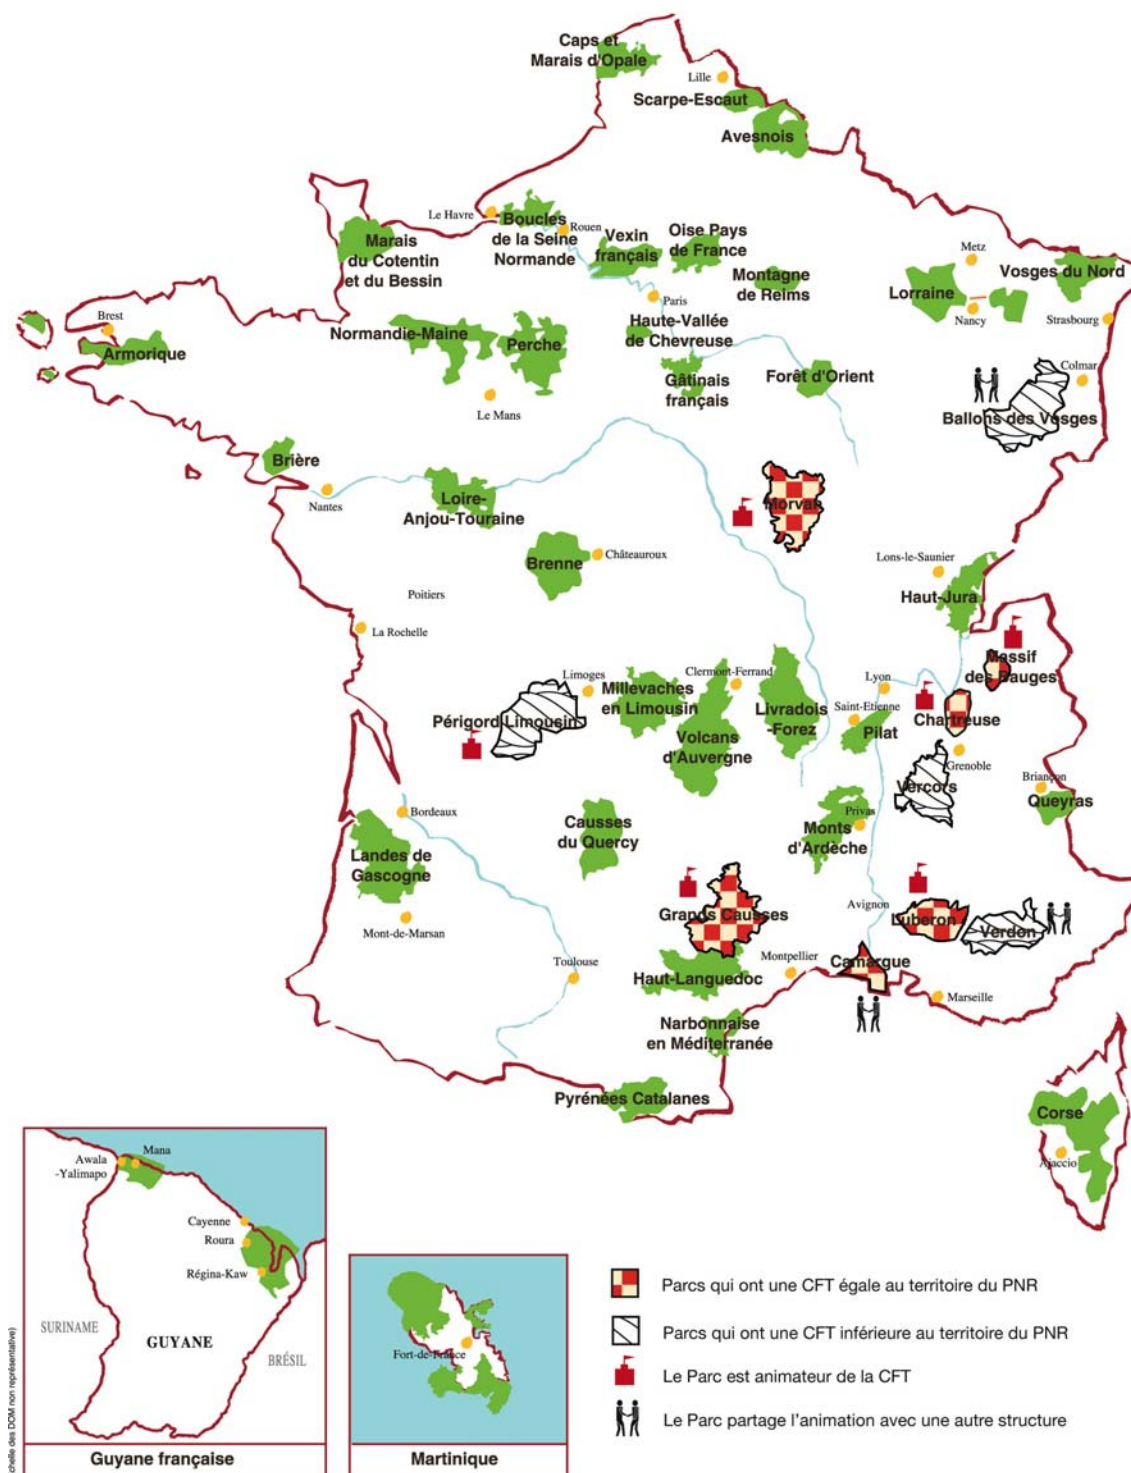 Caps et
Marais d'Opale
Lille
Scarpe-Escaut
Avesnois
Le Havre
Boucles
de la Seine
Normande
Rouen
Vexin
français
Oise Pays
de France
Marais
du Cotentin
et du Bessin
Montagne
de Reims
Metz
Vosges du Nord
Lorraine
Nancy
Strasbourg
Paris
Haute-Vallée
de Chevreuse
Brest
Armorique
Normandie-Maine
Perche
Le Mans
Gâtinais
français
Forêt d'Orient
Colmar
Ballons des Vosges
Brière
Nantes
Loire-
Anjou-Touraine
Morvan
Brenne
Châteauroux
Lons-le-Saunier
Haut-Jura
Poitiers
La Rochelle
Massif
des Bauges
Limoges
Millevaches
en Limousin
Clermont-Ferrand
Livradois
-Forez
Lyon
Saint-Etienne
Pilat
Chartreuse
Périgord-Limousin
Volcans
d'Auvergne
Grenoble
Vercors
Briançon
Queyras
Bordeaux
Causses
du Quercy
Privas
Monts
d'Ardèche
Landes de
Gascogne
Mont-de-Marsan
Grands Causses
Avignon
Luberon
Verdon
Toulouse
Haut-Languedoc
Montpellier
Camargue
Marseille
Narbonnaise
en Méditerranée
Pyrénées Catalanes
Corse
Ajaccio
Awala
-Yalimapo
Mana
Cayenne
Roura
Régina-Kaw
SURINAME
GUYANE
BRÉSIL
Guyane française
Fort-de-France
Martinique
Parcs qui ont une CFT égale au territoire du PNR
Parcs qui ont une CFT inférieure au territoire du PNR
Le Parc est animateur de la CFT
Le Parc partage l'animation avec une autre structure
chelle des DOM non représentative)